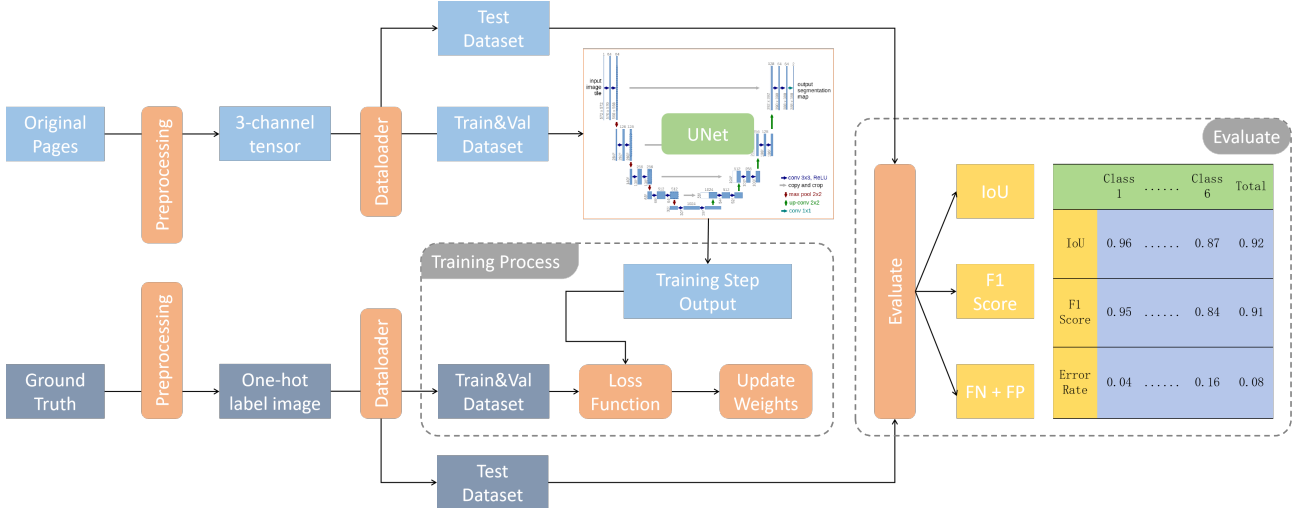 Test
Dataset
Original
Pages
Preprocessing
3-channel
tensor
Dataloader
Train&Val
Dataset
input
image
tile
output
segmentation
map
UNet
conv 3x3, ReLU
copy and crop
max pool 2x2
up-conv 2x2
conv 1x1
Training Process
Training Step
Output
Ground
Truth
Preprocessing
One-hot
label image
Dataloader
Train&Val
Dataset
Loss
Function
Update
Weights
Test
Dataset
Evaluate
Evaluate
IoU
F1
Score
FN + FP
Class 1 ...... Class 6 Total
IoU 0.96 ...... 0.87 0.92
F1 Score 0.95 ...... 0.84 0.91
Error Rate 0.04 ...... 0.16 0.08